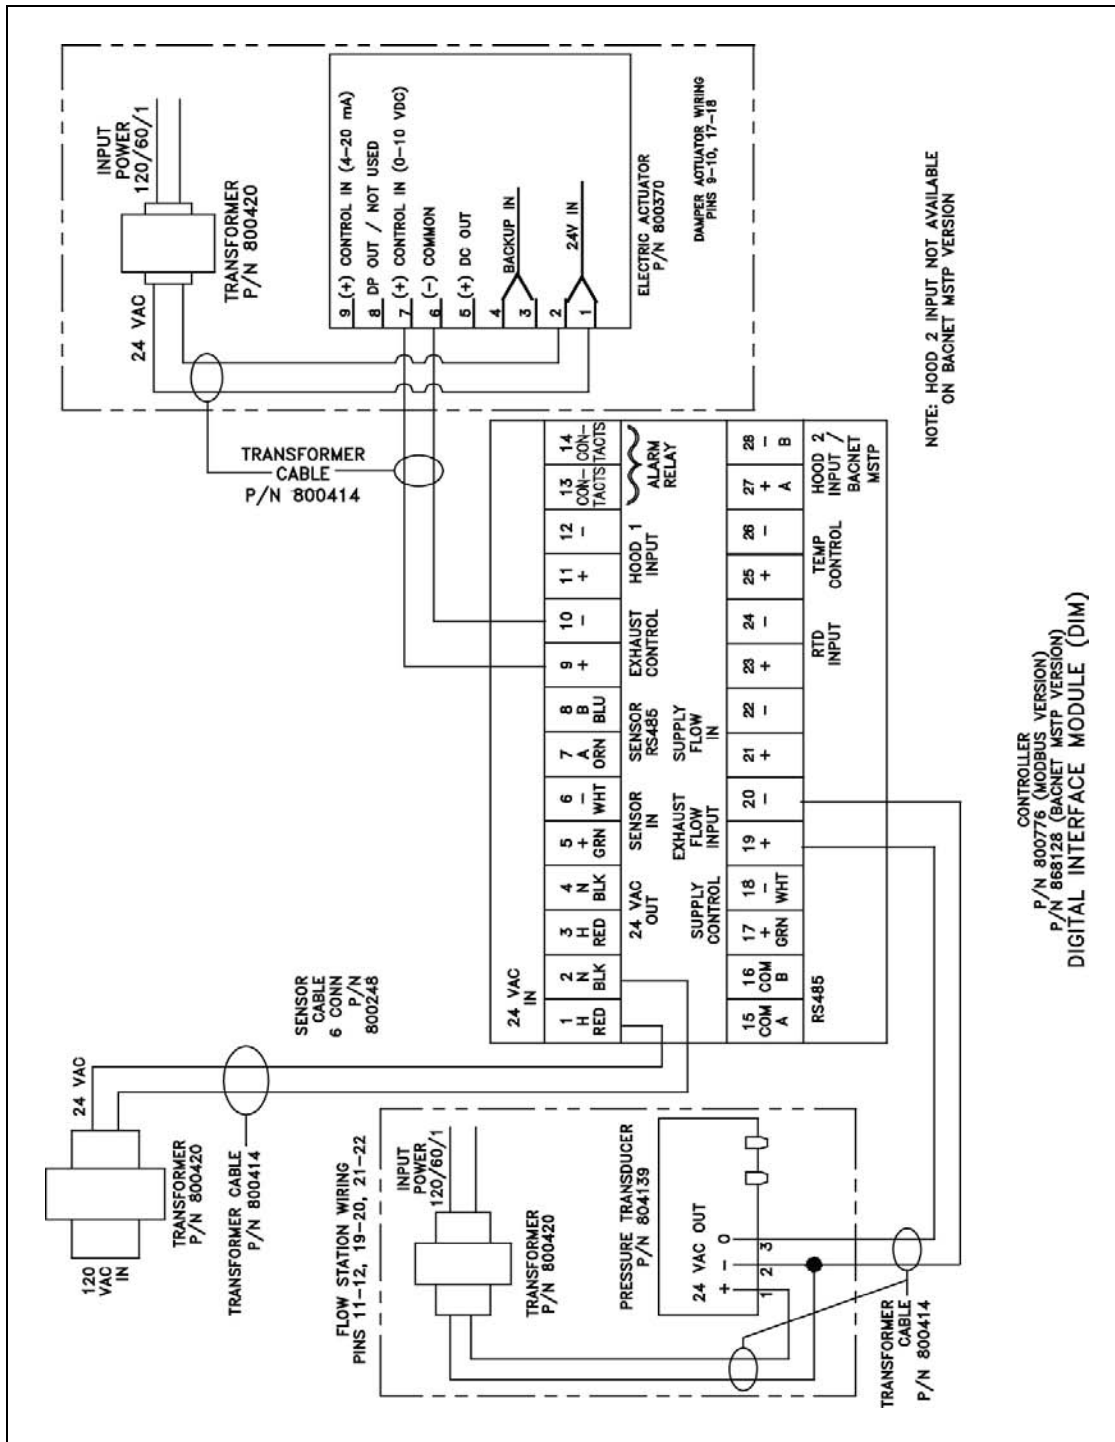 INPUT
POWER
120/60/1
TRANSFORMER
P/N 800420
24 VAC
9 (+) CONTROL IN (4-20 mA)
8 DP OUT / NOT USED
7 (+) CONTROL IN (0-10 VDC)
6 (-) COMMON
5 (+) DC OUT
4
3
BACKUP IN
2
1
24V IN
ELECTRIC ACTUATOR
P/N 800370
DAMPER ACTUATOR WIRING
PINS 9-10, 17-18
TRANSFORMER
CABLE
P/N 800414
NOTE: HOOD 2 INPUT NOT AVAILABLE
ON BACNET MSTP VERSION
24 VAC
IN
1 2 3 4 5 6 7 8 9 10 11 12 13 14
H N H N + - A B + - + - CON- CON-
RED BLK RED BLK GRN WHT ORN BLU TACTS TACTS
24 VAC
OUT
SENSOR
IN
SENSOR
RS485
EXHAUST
CONTROL
HOOD 1
INPUT
ALARM
RELAY
SUPPLY
CONTROL
EXHAUST
FLOW
INPUT
SUPPLY
FLOW
IN
15 16 17 18 19 20 21 22 23 24 25 26 27 28
COM COM + - + - + - + - + - + -
A B GRN WHT A B
RS485
RTD
INPUT
TEMP
CONTROL
HOOD 2
INPUT /
BACNET
MSTP
SENSOR
CABLE
6 CONN
P/N
800248
24 VAC
TRANSFORMER
P/N 800420
120
VAC
IN
TRANSFORMER CABLE
P/N 800414
FLOW STATION WIRING
PINS 11-12, 19-20, 21-22
INPUT
POWER
120/60/1
TRANSFORMER
P/N 800420
PRESSURE TRANSDUCER
P/N 804139
24 VAC OUT
+ - O
1 2 3
TRANSFORMER
CABLE
P/N 800414
CONTROLLER
P/N 800776 (MODBUS VERSION)
P/N 868128 (BACNET MSTP VERSION)
DIGITAL INTERFACE MODULE (DIM)